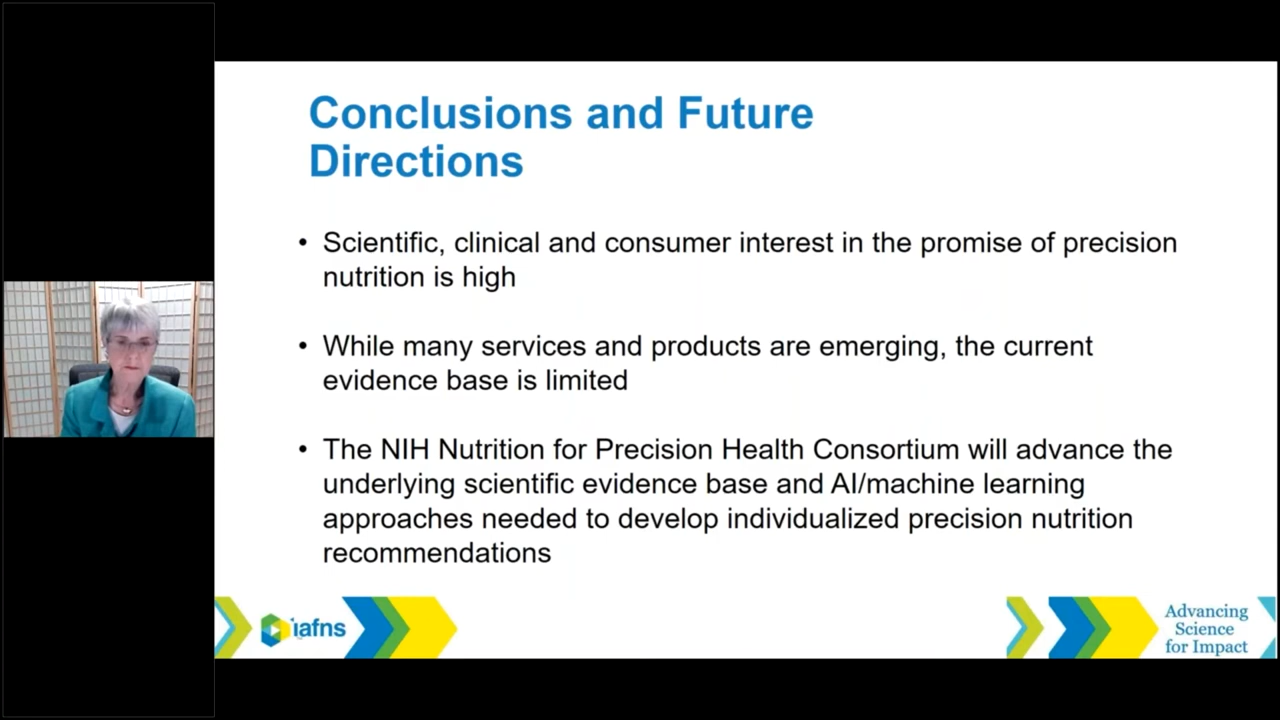 Conclusions and Future
Directions
• Scientific, clinical and consumer interest in the promise of precision
nutrition is high
• While many services and products are emerging, the current
evidence base is limited
• The NIH Nutrition for Precision Health Consortium will advance the
underlying scientific evidence base and AI/machine learning
approaches needed to develop individualized precision nutrition
recommendations
iafns
Advancing
Science
for Impact